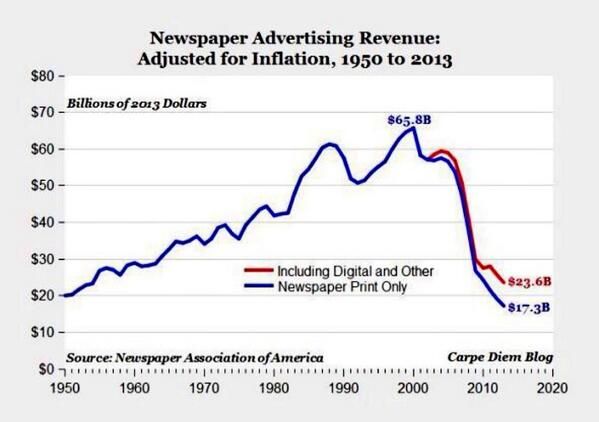 Newspaper Advertising Revenue:
Adjusted for Inflation, 1950 to 2013
$80
$70
$60
$50
$40
$30
$20
$10
$0
Billions of 2013 Dollars
$65.8B
Including Digital and Other
Newspaper Print Only
$23.6B
$17.3B
Source: Newspaper Association of America
Carpe Diem Blog
1950 1960 1970 1980 1990 2000 2010 2020